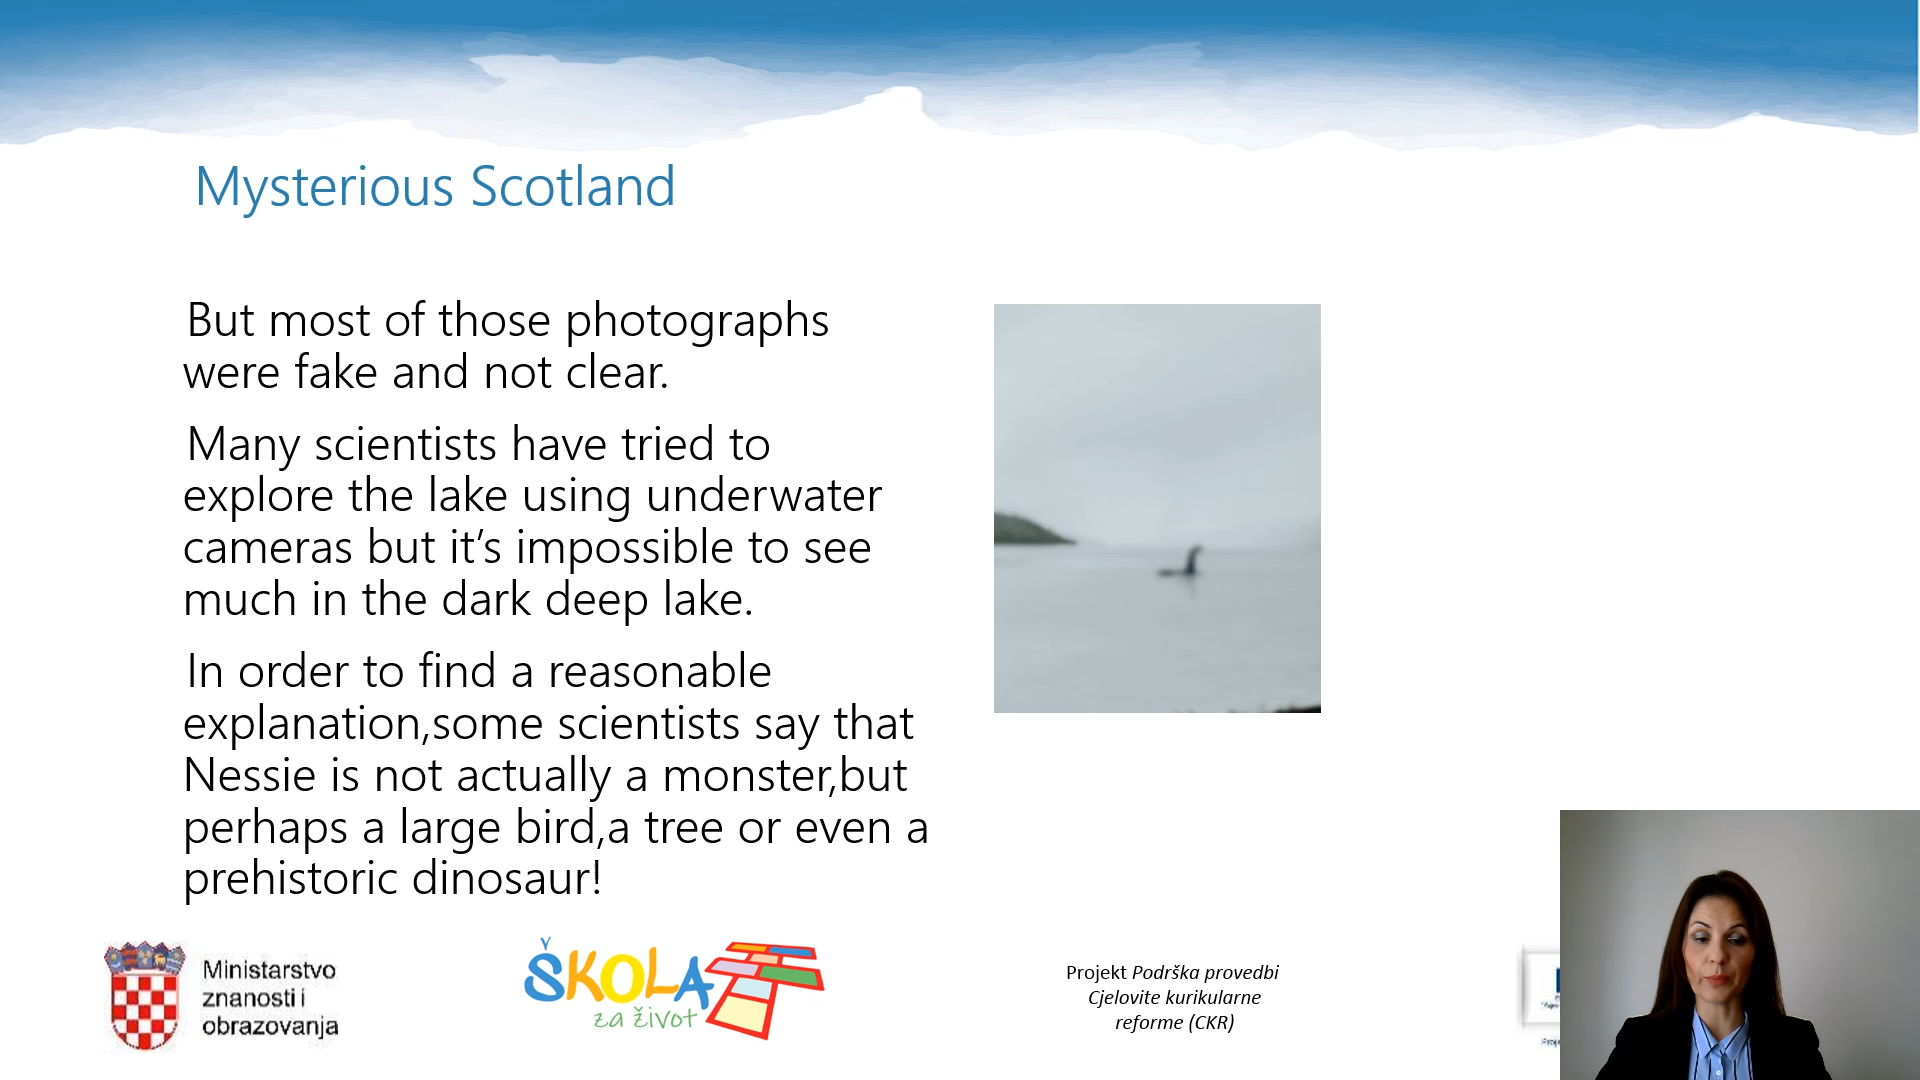 Mysterious Scotland
But most of those photographs
were fake and not clear.
Many scientists have tried to
explore the lake using underwater
cameras but it’s impossible to see
much in the dark deep lake.
In order to find a reasonable
explanation,some scientists say that
Nessie is not actually a monster,but
perhaps a large bird,a tree or even a
prehistoric dinosaur!
Ministarstvo
znanosti i
obrazovanja
ŠKOLA
za život
Projekt Podrška provedbi
Cjelovite kurikularne
reforme (CKR)